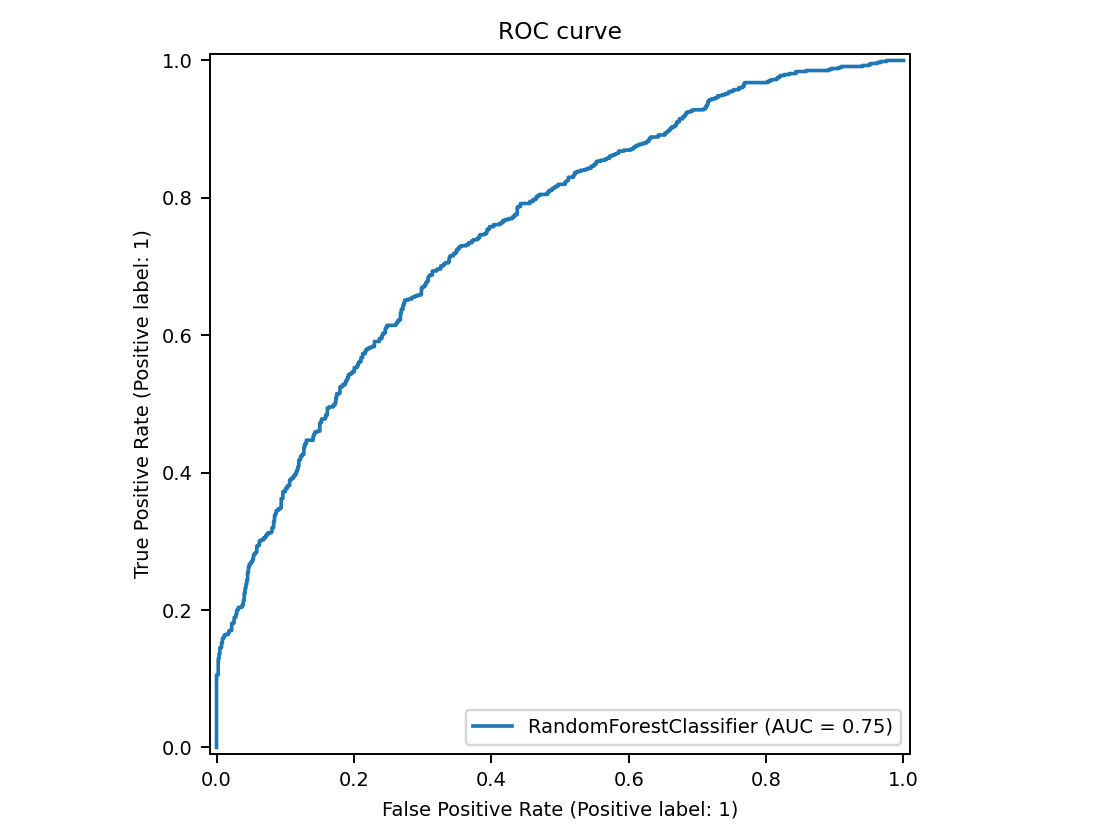 ROC curve
True Positive Rate (Positive label: 1)
1.0
0.8
0.6
0.4
0.2
0.0
RandomForestClassifier (AUC = 0.75)
0.0 0.2 0.4 0.6 0.8 1.0
False Positive Rate (Positive label: 1)